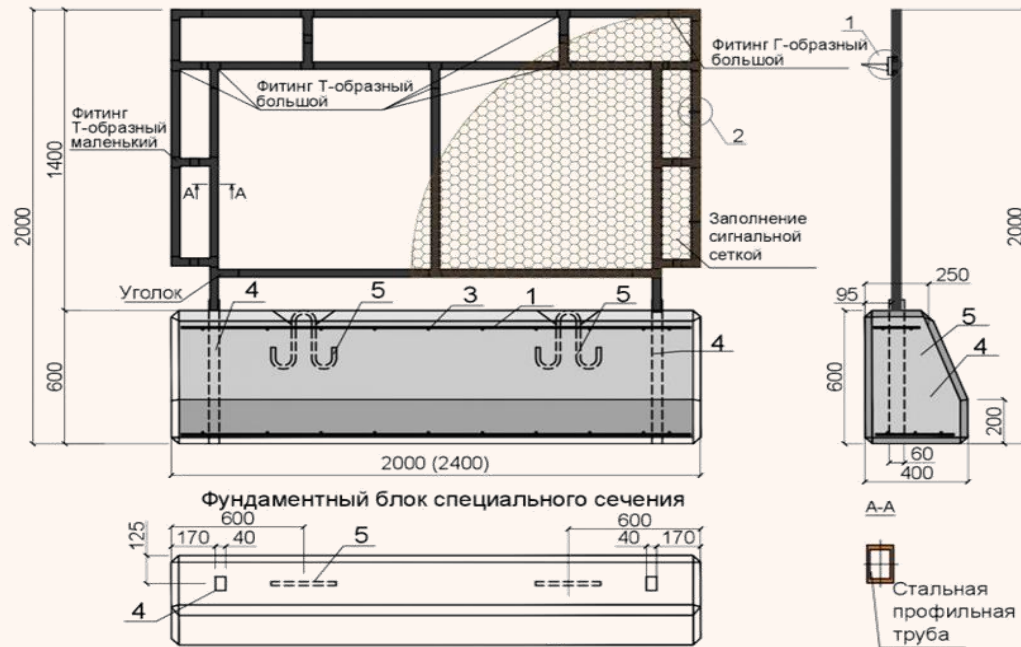 Фитинг Г-образный
большой
1
Фитинг Т-образный
большой
Фитинг
Т-образный
маленький
2
1400
2000
2000
А
А
Заполнение
сигнальной
сеткой
Уголок
4
5
3
1
5
4
250
95
5
4
600
600
200
60
400
2000 (2400)
Фундаментный блок специального сечения
А-А
125
600
600
170
40
5
40
170
4
Стальная
профильная
труба